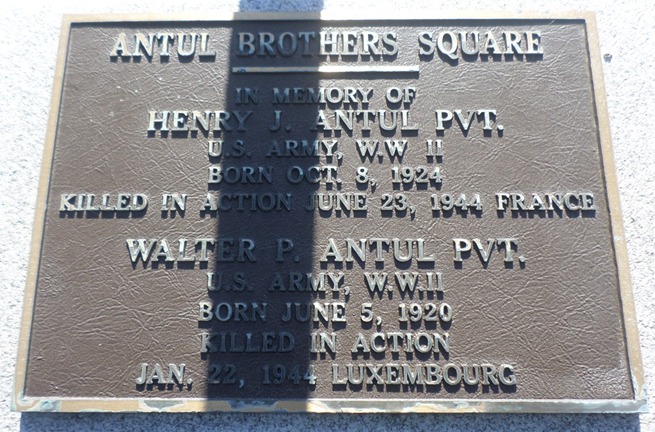 ANTUL BROTHERS SQUARE
IN MEMORY OF
HENRY J. ANTUL PVT.
U.S. ARMY, W.W II
BORN OCT. 8, 1924
KILLED IN ACTION JUNE 23, 1944 FRANCE
WALTER P. ANTUL PVT.
U.S. ARMY, W.W.II
BORN JUNE 5, 1920
KILLED IN ACTION
JAN. 22, 1944 LUXEMBOURG